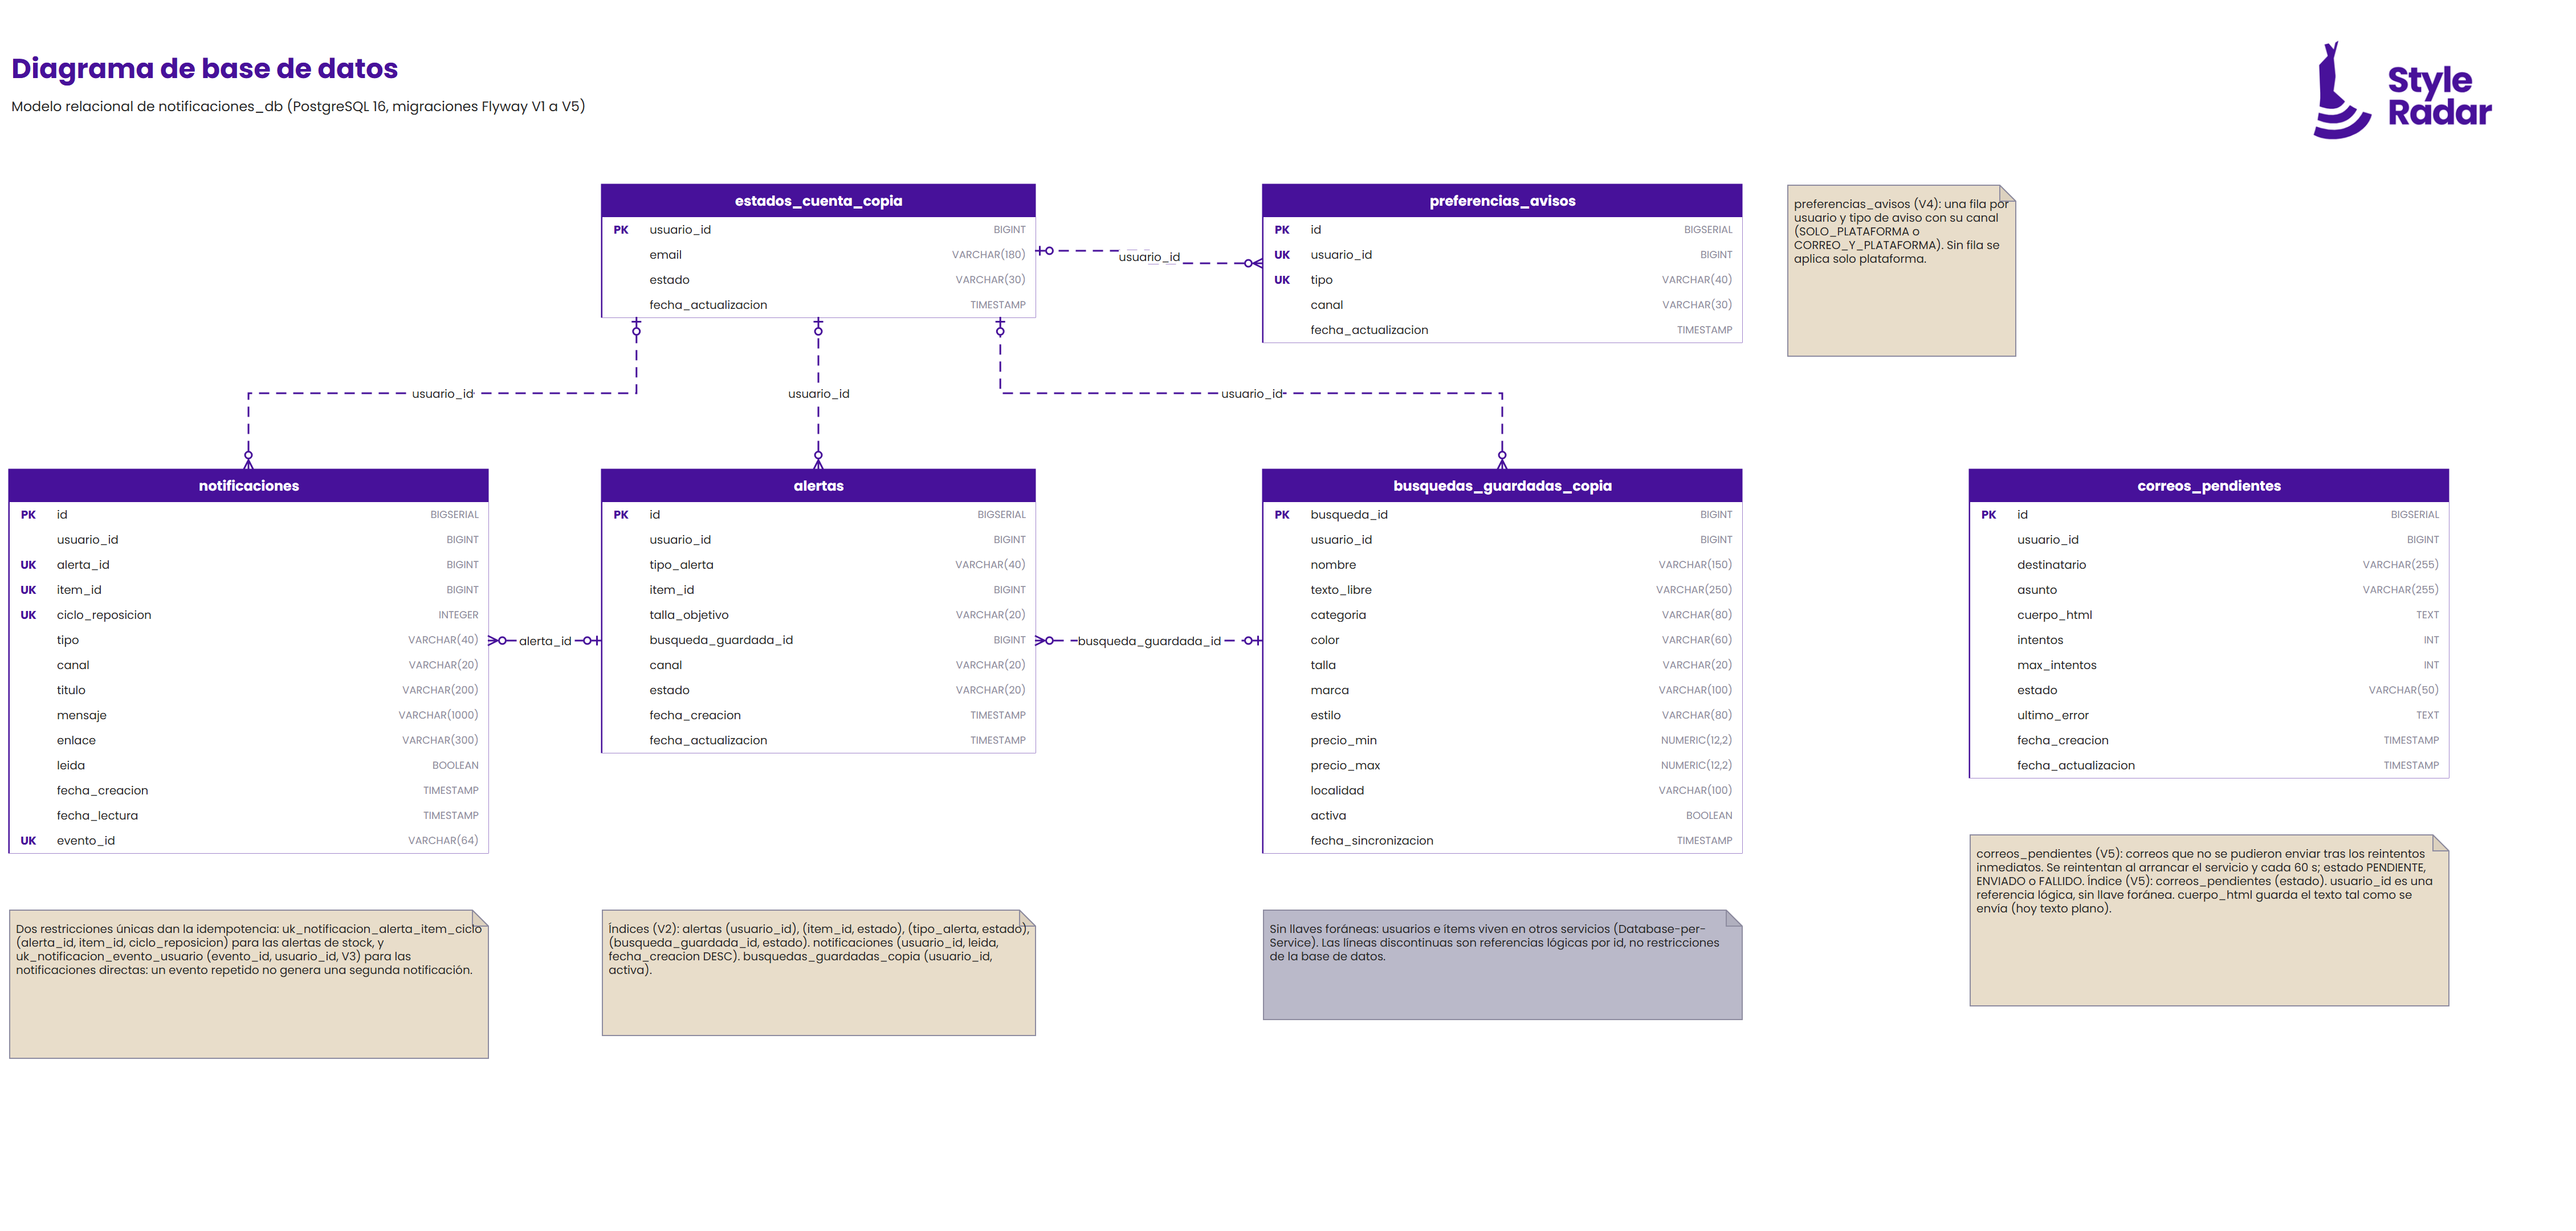 Diagrama de base de datos
Modelo relacional de notificaciones_db (PostgreSQL 16, migraciones Flyway V1 a V5)
Style
Radar
estados_cuenta_copia
PK usuario_id BIGINT
email VARCHAR(180)
estado VARCHAR(30)
fecha_actualizacion TIMESTAMP
usuario_id
preferencias_avisos
PK id BIGSERIAL
UK usuario_id BIGINT
UK tipo VARCHAR(40)
canal VARCHAR(30)
fecha_actualizacion TIMESTAMP
preferencias_avisos (V4): una fila por
usuario y tipo de aviso con su canal
(SOLO_PLATAFORMA o
CORREO_Y_PLATAFORMA). Sin fila se
aplica solo plataforma.
usuario_id
usuario_id
usuario_id
notificaciones
PK id BIGSERIAL
usuario_id BIGINT
UK alerta_id BIGINT
UK item_id BIGINT
UK ciclo_reposicion INTEGER
tipo VARCHAR(40)
canal VARCHAR(20)
titulo VARCHAR(200)
mensaje VARCHAR(1000)
enlace VARCHAR(300)
leida BOOLEAN
fecha_creacion TIMESTAMP
fecha_lectura TIMESTAMP
UK evento_id VARCHAR(64)
alerta_id
alertas
PK id BIGSERIAL
usuario_id BIGINT
tipo_alerta VARCHAR(40)
item_id BIGINT
talla_objetivo VARCHAR(20)
busqueda_guardada_id BIGINT
canal VARCHAR(20)
estado VARCHAR(20)
fecha_creacion TIMESTAMP
fecha_actualizacion TIMESTAMP
busqueda_guardada_id
busquedas_guardadas_copia
PK busqueda_id BIGINT
usuario_id BIGINT
nombre VARCHAR(150)
texto_libre VARCHAR(250)
categoria VARCHAR(80)
color VARCHAR(60)
talla VARCHAR(20)
marca VARCHAR(100)
estilo VARCHAR(80)
precio_min NUMERIC(12,2)
precio_max NUMERIC(12,2)
localidad VARCHAR(100)
activa BOOLEAN
fecha_sincronizacion TIMESTAMP
correos_pendientes
PK id BIGSERIAL
usuario_id BIGINT
destinatario VARCHAR(255)
asunto VARCHAR(255)
cuerpo_html TEXT
intentos INT
max_intentos INT
estado VARCHAR(50)
ultimo_error TEXT
fecha_creacion TIMESTAMP
fecha_actualizacion TIMESTAMP
Dos restricciones únicas dan la idempotencia: uk_notificacion_alerta_item_ciclo
(alerta_id, item_id, ciclo_reposicion) para las alertas de stock, y
uk_notificacion_evento_usuario (evento_id, usuario_id, V3) para las
notificaciones directas: un evento repetido no genera una segunda notificación.
Índices (V2): alertas (usuario_id), (item_id, estado), (tipo_alerta, estado),
(busqueda_guardada_id, estado). notificaciones (usuario_id, leida,
fecha_creacion DESC). busquedas_guardadas_copia (usuario_id,
activa).
Sin llaves foráneas: usuarios e ítems viven en otros servicios (Database-per-
Service). Las líneas discontinuas son referencias lógicas por id, no restricciones
de la base de datos.
correos_pendientes (V5): correos que no se pudieron enviar tras los reintentos
inmediatos. Se reintentan al arrancar el servicio y cada 60 s; estado PENDIENTE,
ENVIADO o FALLIDO. Índice (V5): correos_pendientes (estado). usuario_id es una
referencia lógica, sin llave foránea. cuerpo_html guarda el texto tal como se
envía (hoy texto plano).